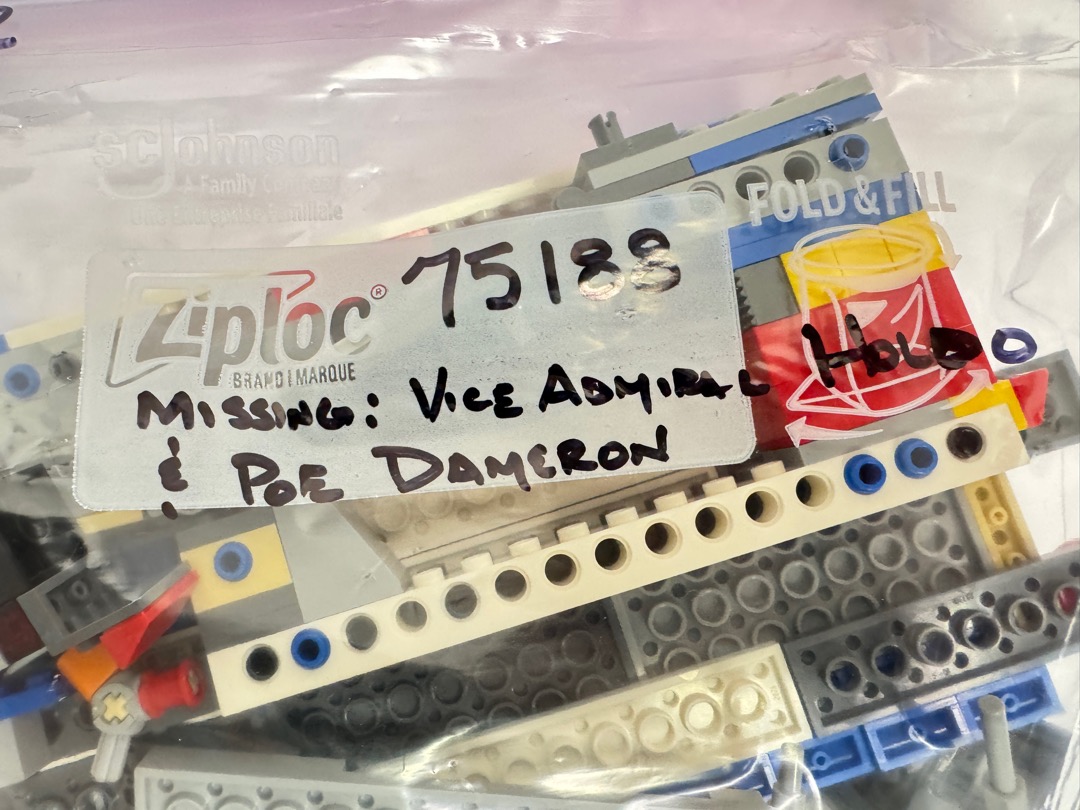 SC Johnson
A Family Company
Une Entreprise Familiale
FOLD & FILL
Ziploc®
BRAND | MARQUE
75188
MISSING: VICE ADMIRAL HOLDO
& POE DAMERON